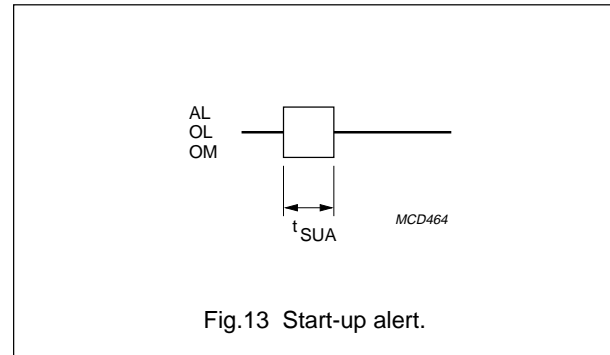 AL
OL
OM
t SUA
MCD464
Fig.13 Start-up alert.